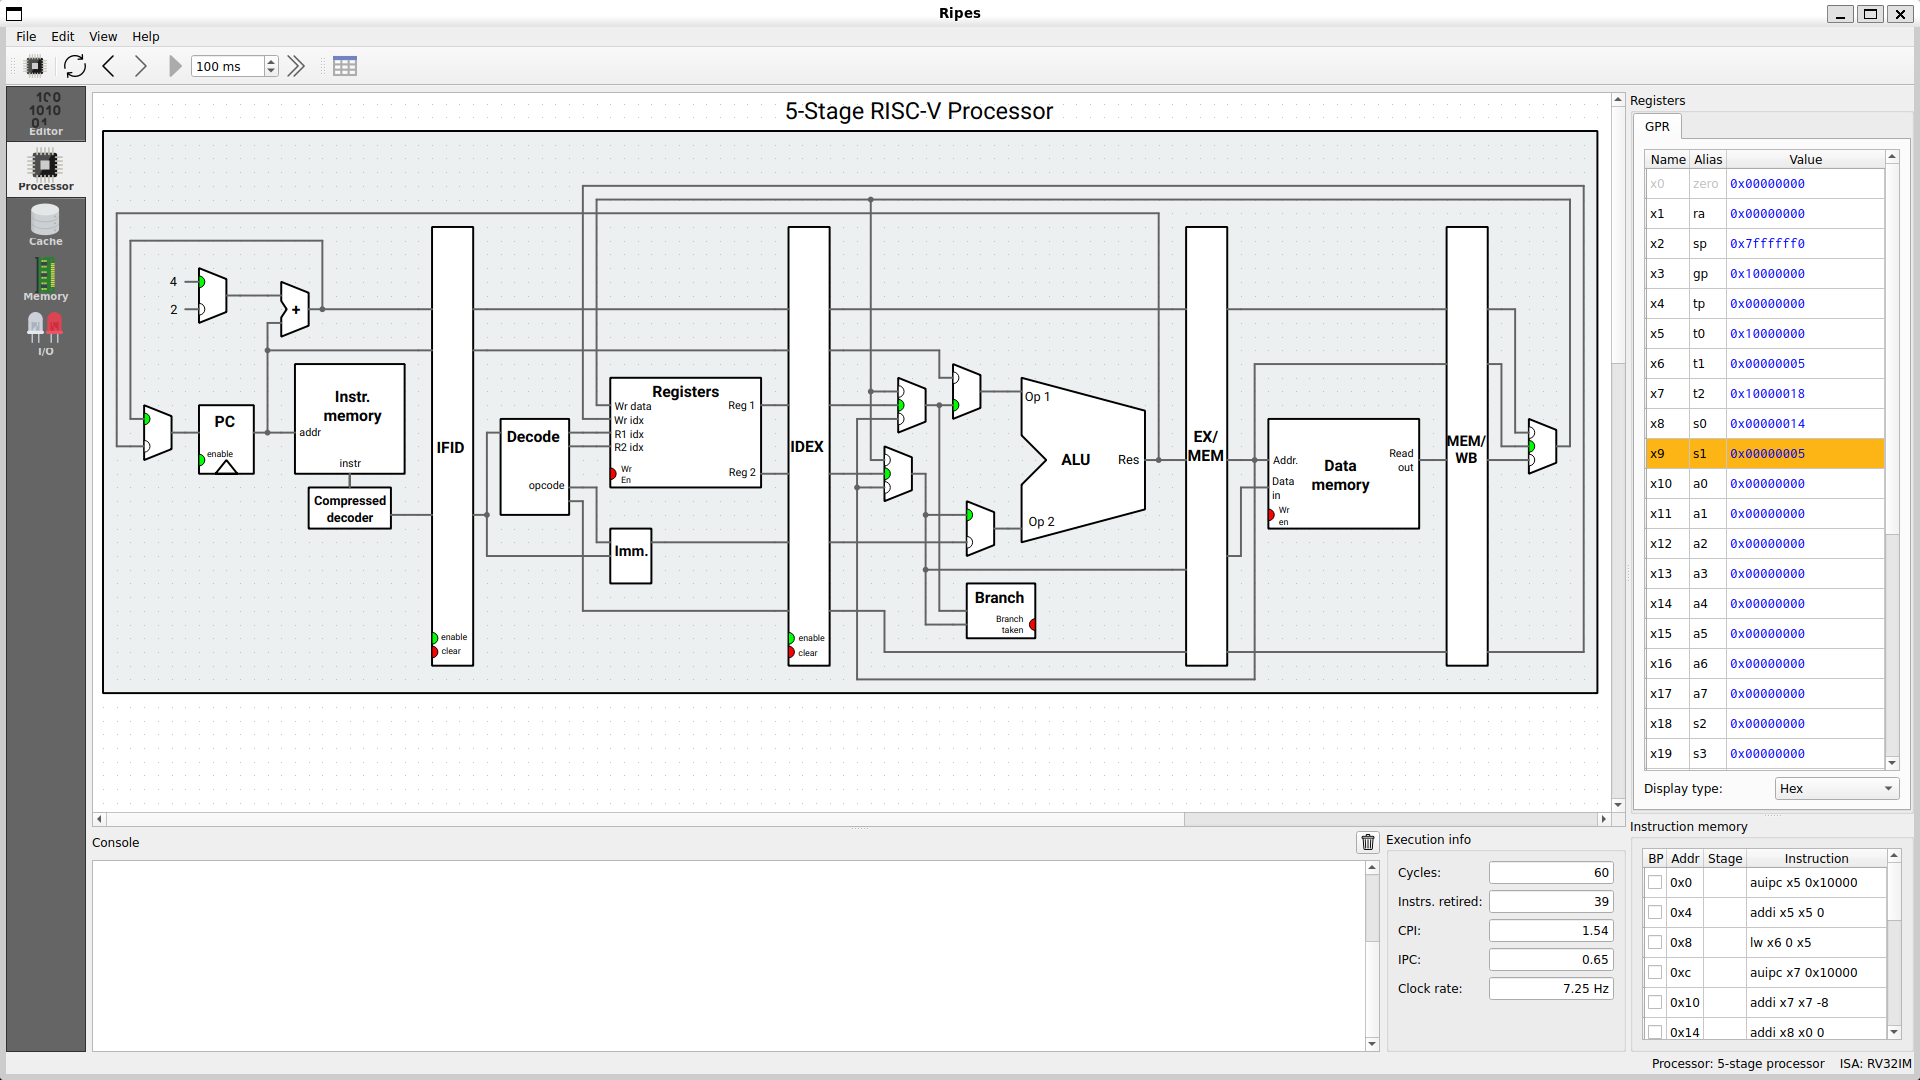 Ripes
File Edit View Help
100 ms
Editor
Processor
Cache
Memory
I/O
5-Stage RISC-V Processor
4
2
+
PC
enable
Instr.
memory
addr
instr
Compressed
decoder
IFID
enable
clear
Decode
opcode
Registers
Wr data
Wr idx
R1 idx
R2 idx
Wr
En
Reg 1
Reg 2
Imm.
IDEX
enable
clear
Op 1
ALU
Res
Op 2
Branch
Branch
taken
EX/
MEM
Addr.
Data
in
Wr
en
Data
memory
Read
out
MEM/
WB
Registers
GPR
Name Alias Value
x0 zero 0x00000000
x1 ra 0x00000000
x2 sp 0x7ffffff0
x3 gp 0x10000000
x4 tp 0x00000000
x5 t0 0x10000000
x6 t1 0x00000005
x7 t2 0x10000018
x8 s0 0x00000014
x9 s1 0x00000005
x10 a0 0x00000000
x11 a1 0x00000000
x12 a2 0x00000000
x13 a3 0x00000000
x14 a4 0x00000000
x15 a5 0x00000000
x16 a6 0x00000000
x17 a7 0x00000000
x18 s2 0x00000000
x19 s3 0x00000000
Display type: Hex
Console
Execution info
Cycles: 60
Instrs. retired: 39
CPI: 1.54
IPC: 0.65
Clock rate: 7.25 Hz
Instruction memory
BP Addr Stage Instruction
0x0 auipc x5 0x10000
0x4 addi x5 x5 0
0x8 lw x6 0 x5
0xc auipc x7 0x10000
0x10 addi x7 x7 -8
0x14 addi x8 x0 0
Processor: 5-stage processor ISA: RV32IM